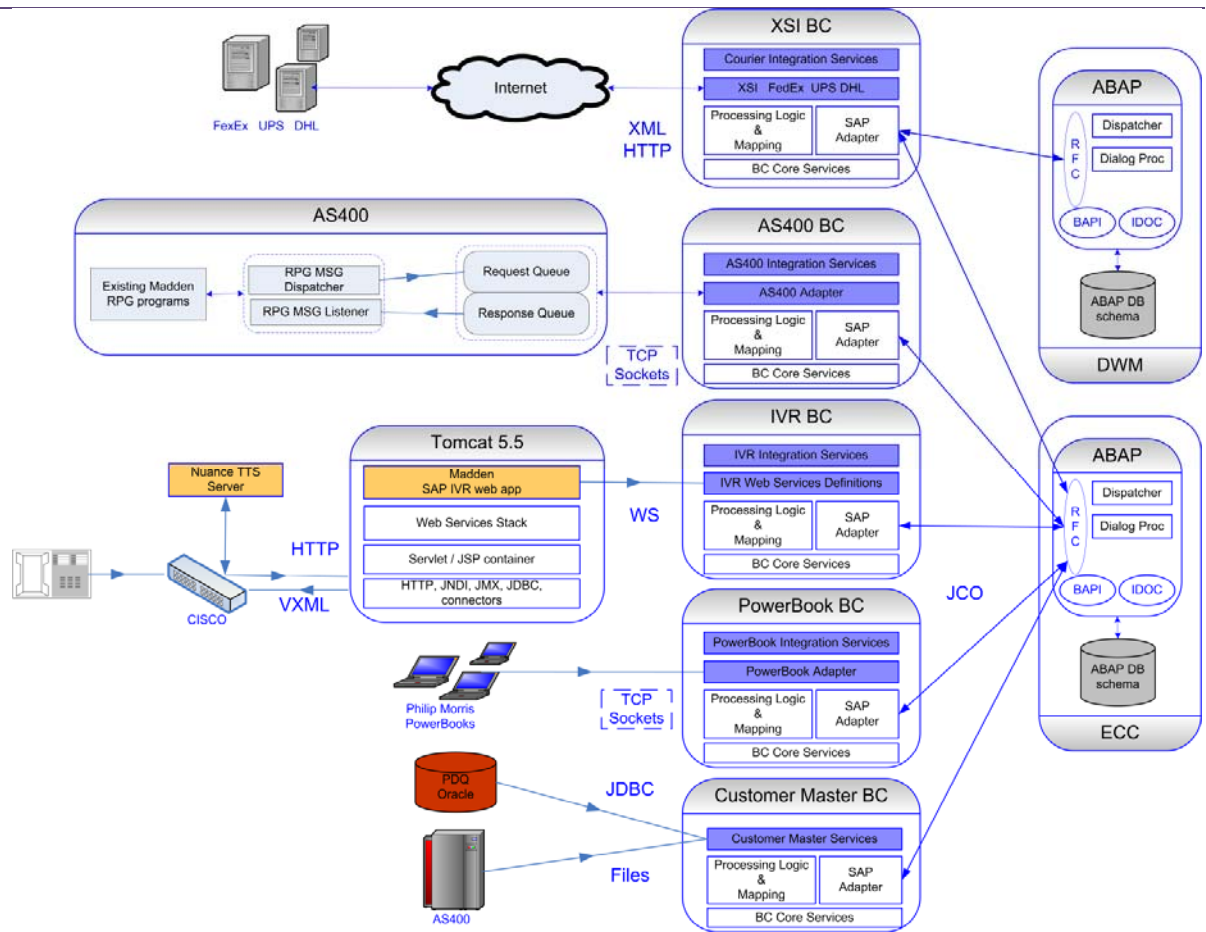 XSI BC
Courier Integration Services
XSI FedEx UPS DHL
Processing Logic
&
Mapping
SAP
Adapter
BC Core Services
FexEx UPS DHL
Internet
XML
HTTP
ABAP
RFC
Dispatcher
Dialog Proc
BAPI
IDOC
ABAP DB
schema
DWM
AS400
Existing Madden
RPG programs
RPG MSG
Dispatcher
RPG MSG Listener
Request Queue
Response Queue
TCP
Sockets
AS400 BC
AS400 Integration Services
AS400 Adapter
Processing Logic
&
Mapping
SAP
Adapter
BC Core Services
Nuance TTS
Server
CISCO
HTTP
VXML
Tomcat 5.5
Madden
SAP IVR web app
Web Services Stack
Servlet / JSP container
HTTP, JNDI, JMX, JDBC,
connectors
WS
IVR BC
IVR Integration Services
IVR Web Services Definitions
Processing Logic
&
Mapping
SAP
Adapter
BC Core Services
JCO
ABAP
RFC
Dispatcher
Dialog Proc
BAPI
IDOC
ABAP DB
schema
ECC
Philip Morris
PowerBooks
TCP
Sockets
PowerBook BC
PowerBook Integration Services
PowerBook Adapter
Processing Logic
&
Mapping
SAP
Adapter
BC Core Services
PDQ
Oracle
JDBC
AS400
Files
Customer Master BC
Customer Master Services
Processing Logic
&
Mapping
SAP
Adapter
BC Core Services